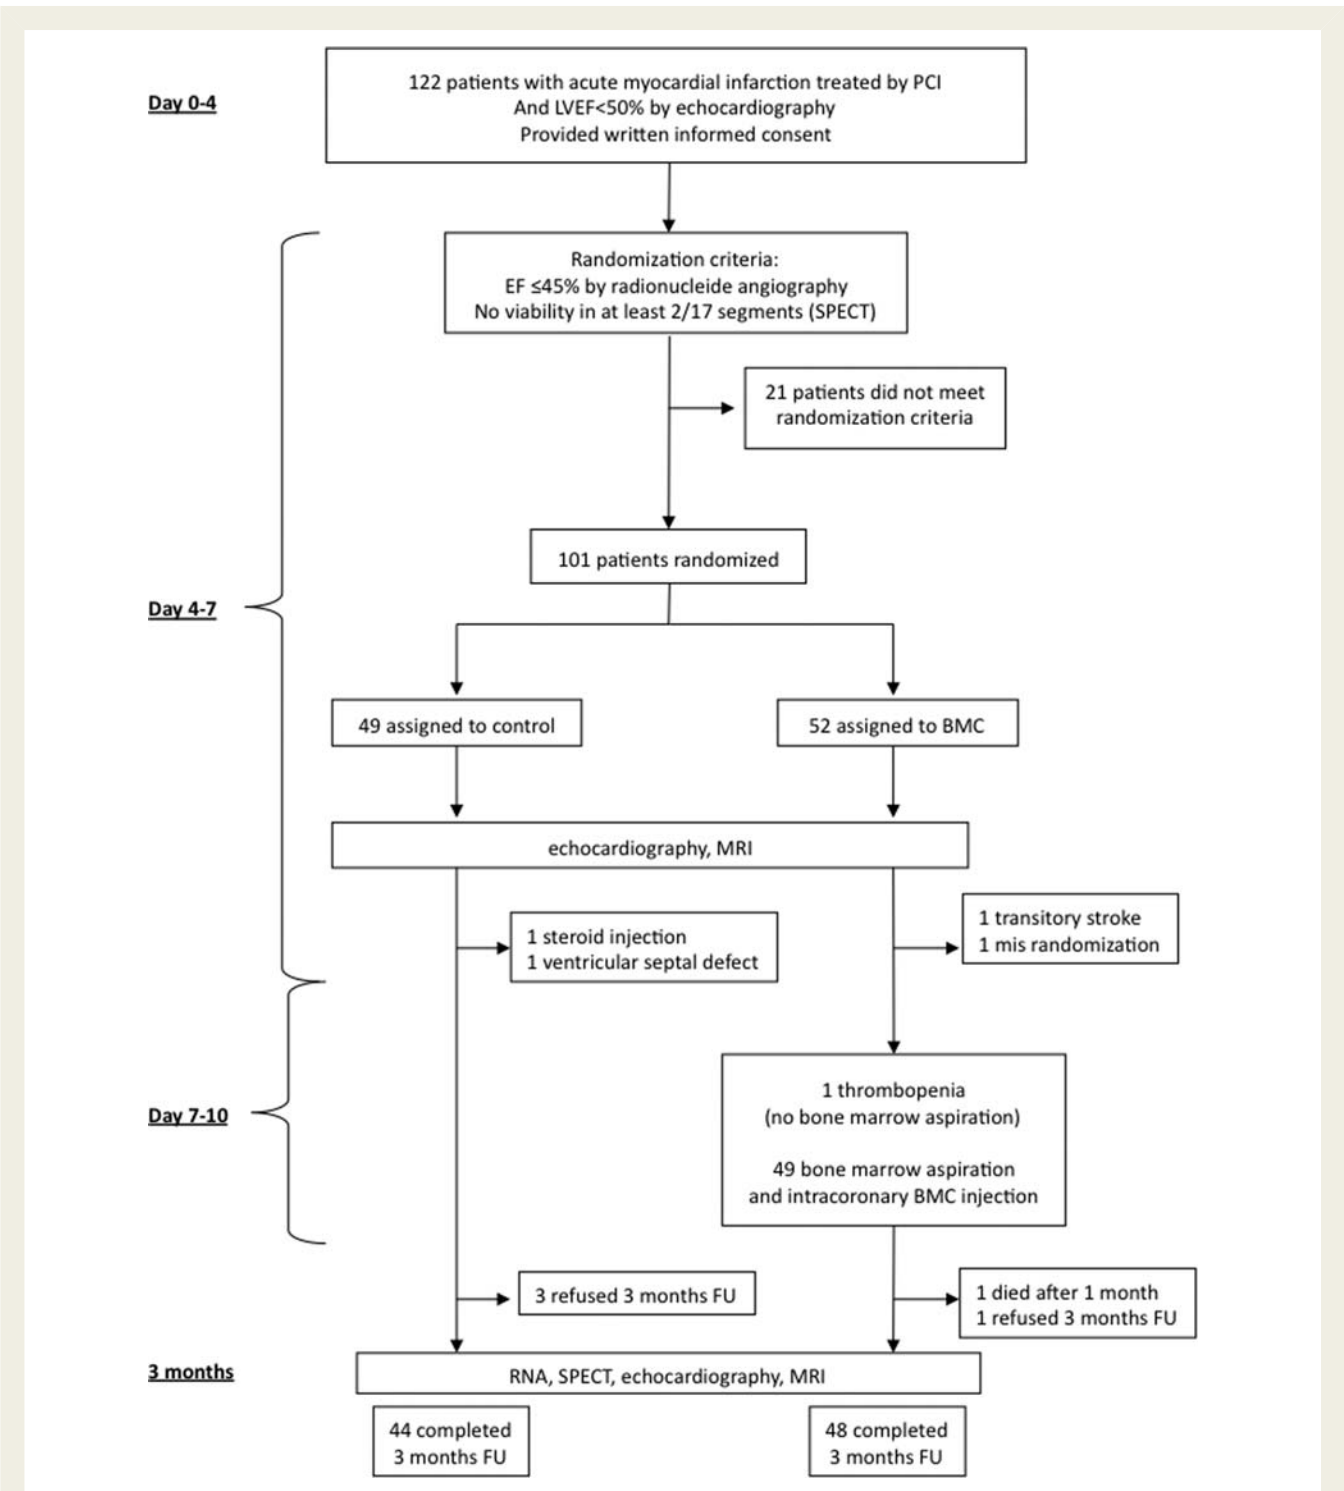 Day 0-4
122 patients with acute myocardial infarction treated by PCI
And LVEF<50% by echocardiography
Provided written informed consent
Randomization criteria:
EF ≤45% by radionucleide angiography
No viability in at least 2/17 segments (SPECT)
21 patients did not meet
randomization criteria
101 patients randomized
Day 4-7
49 assigned to control
52 assigned to BMC
echocardiography, MRI
1 steroid injection
1 ventricular septal defect
1 transitory stroke
1 mis randomization
Day 7-10
1 thrombopenia
(no bone marrow aspiration)
49 bone marrow aspiration
and intracoronary BMC injection
3 refused 3 months FU
1 died after 1 month
1 refused 3 months FU
3 months
RNA, SPECT, echocardiography, MRI
44 completed
3 months FU
48 completed
3 months FU